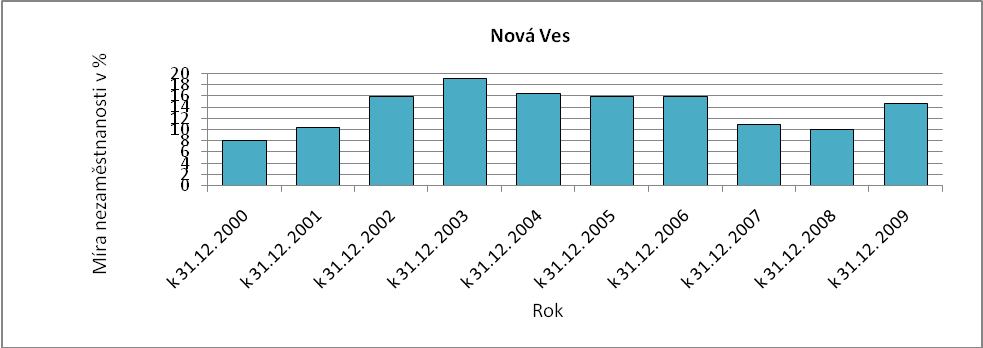 Nová Ves
Míra nezaměstnanosti v %
20
18
16
14
12
10
8
6
4
2
0
k 31.12. 2000
k 31.12. 2001
k 31.12. 2002
k 31.12. 2003
k 31.12. 2004
k 31.12. 2005
k 31.12. 2006
k 31.12. 2007
k 31.12. 2008
k 31.12. 2009
Rok